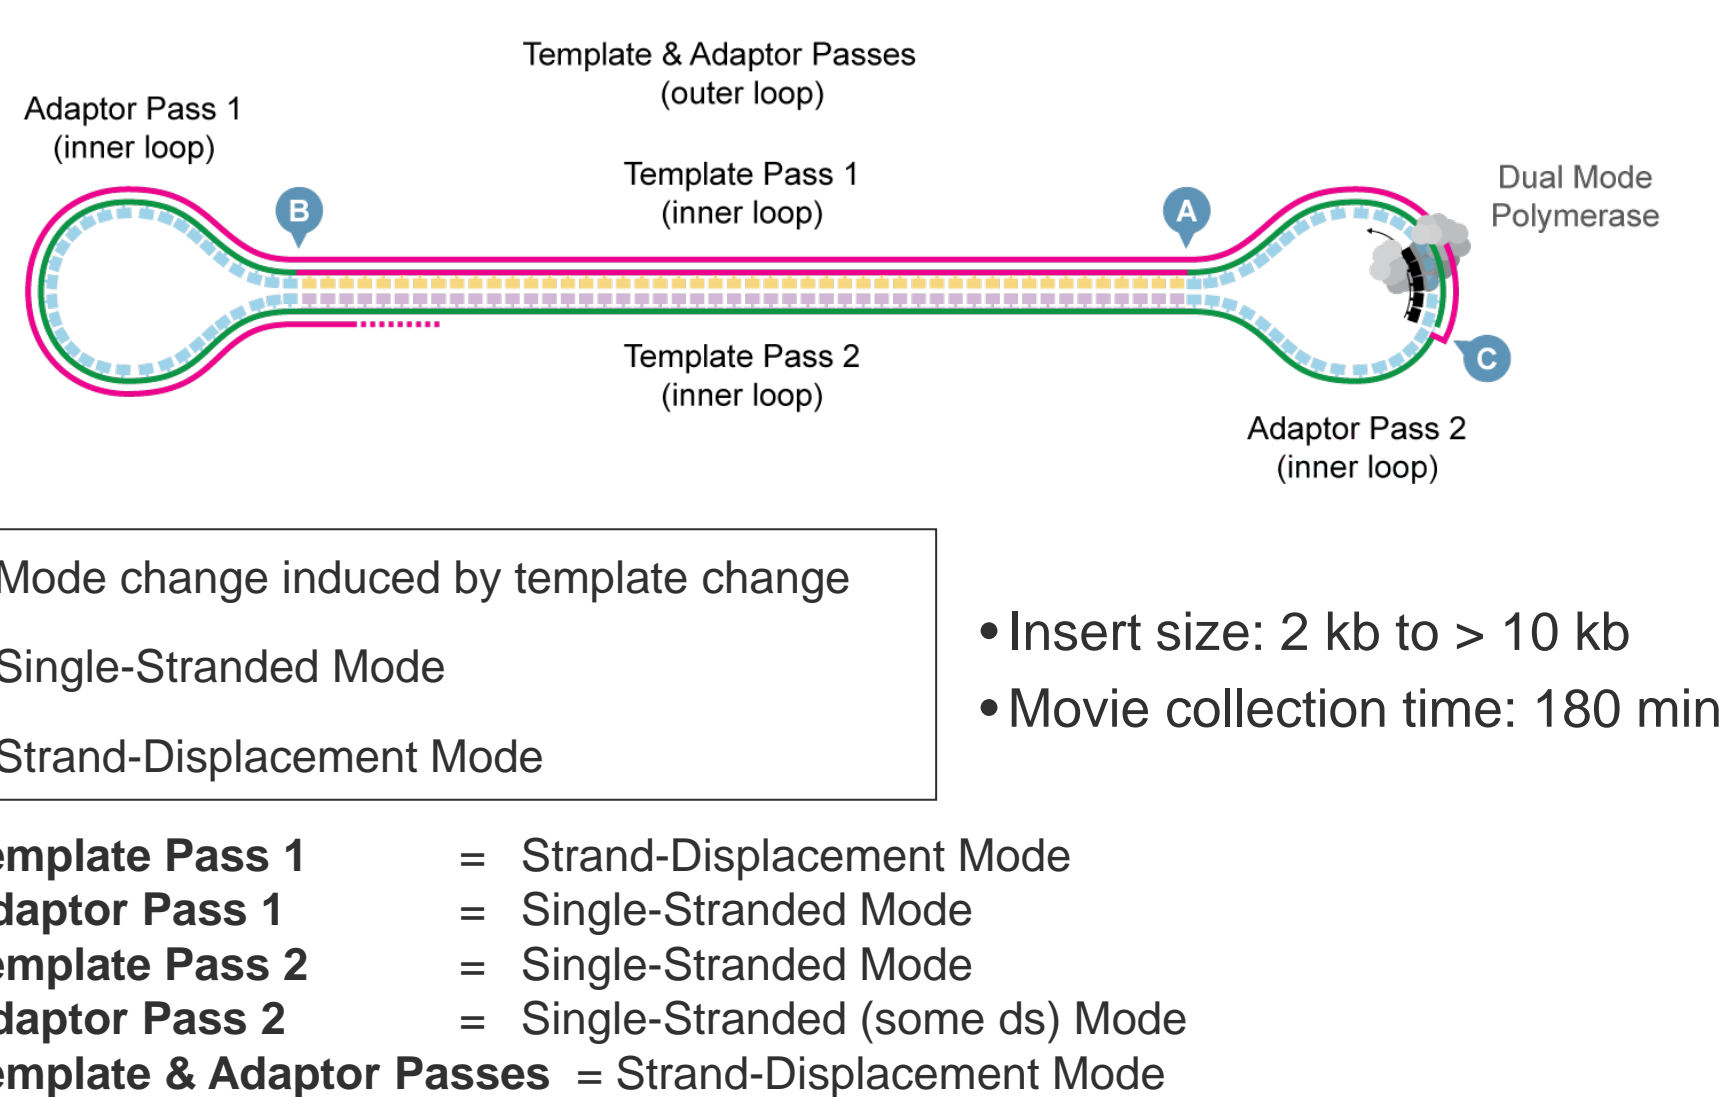 Template & Adaptor Passes
(outer loop)
Adaptor Pass 1
(inner loop)
Template Pass 1
(inner loop)
Dual Mode
Polymerase
B
A
C
Template Pass 2
(inner loop)
Adaptor Pass 2
(inner loop)
Mode change induced by template change
Single-Stranded Mode
Strand-Displacement Mode
•Insert size: 2 kb to > 10 kb
•Movie collection time: 180 min
emplate Pass 1 = Strand-Displacement Mode
daptor Pass 1 = Single-Stranded Mode
emplate Pass 2 = Single-Stranded Mode
daptor Pass 2 = Single-Stranded (some ds) Mode
emplate & Adaptor Passes = Strand-Displacement Mode